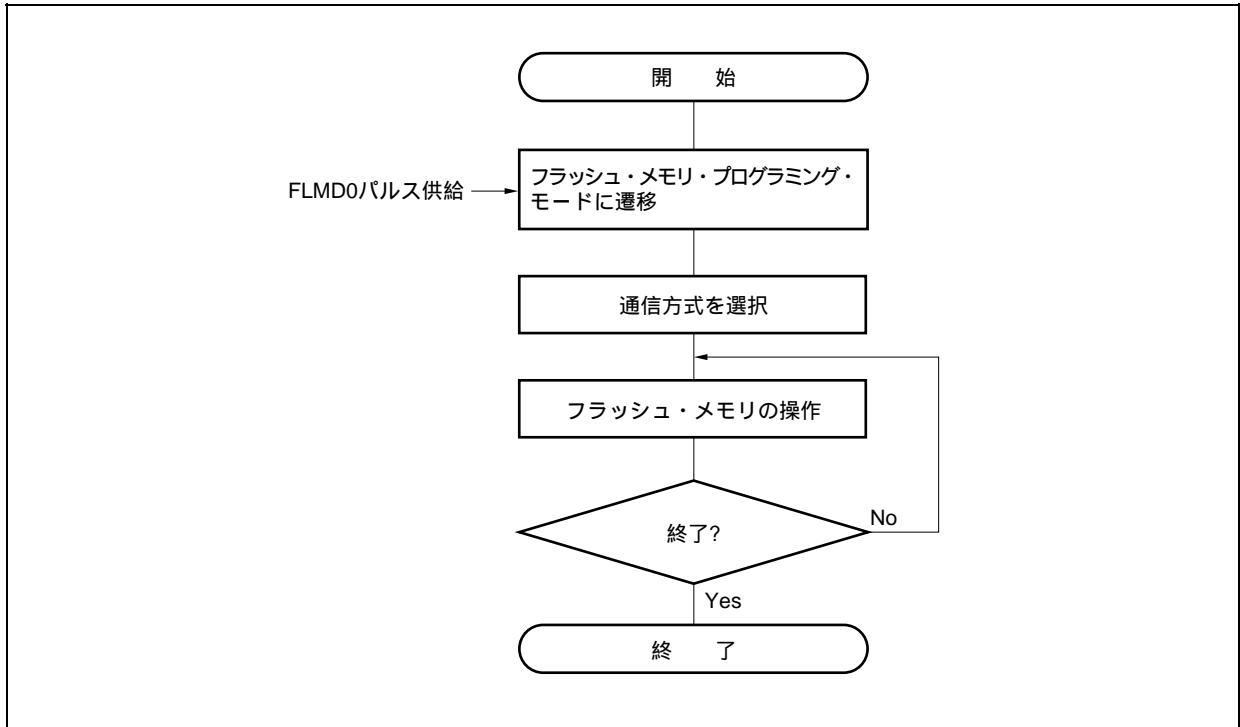 開　　始
FLMD0パルス供給
フラッシュ・メモリ・プログラミング・
モードに遷移
通信方式を選択
フラッシュ・メモリの操作
終了?
No
Yes
終　　了